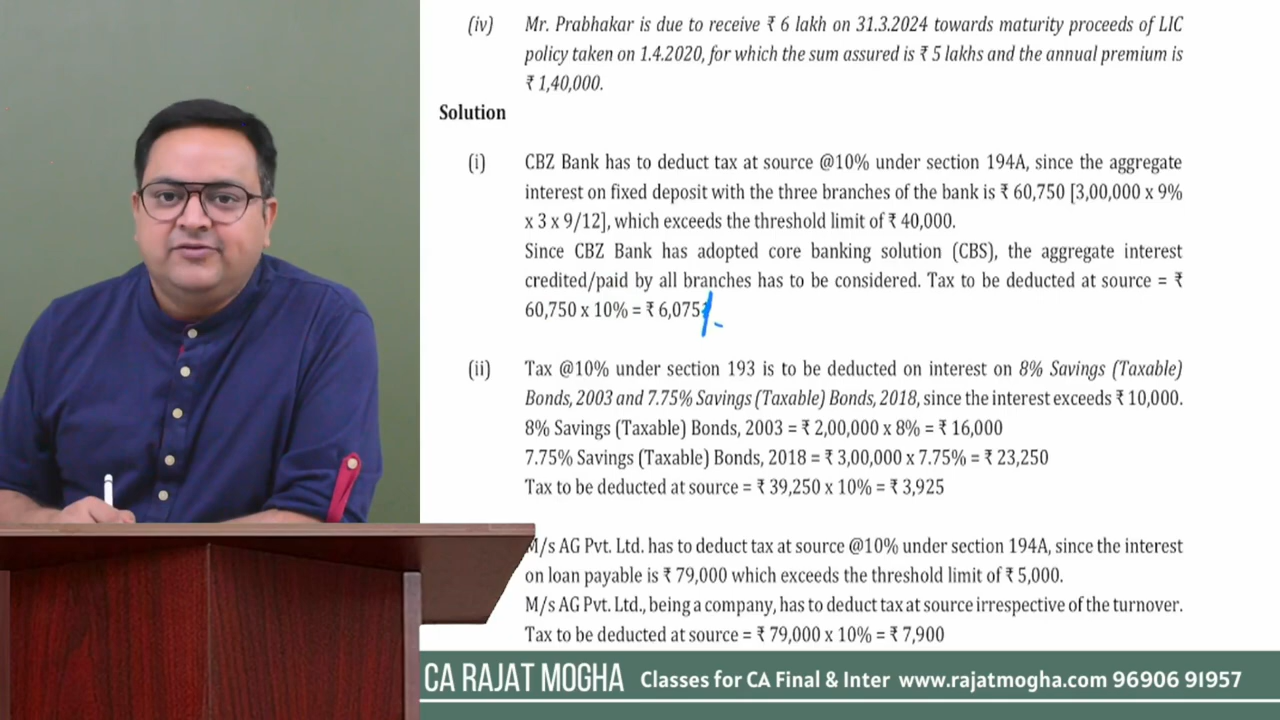 (iv) Mr. Prabhakar is due to receive ₹ 6 lakh on 31.3.2024 towards maturity proceeds of LIC
policy taken on 1.4.2020, for which the sum assured is ₹ 5 lakhs and the annual premium is
₹ 1,40,000.
Solution
(i) CBZ Bank has to deduct tax at source @10% under section 194A, since the aggregate
interest on fixed deposit with the three branches of the bank is ₹ 60,750 [3,00,000 x 9%
x 3 x 9/12], which exceeds the threshold limit of ₹ 40,000.
Since CBZ Bank has adopted core banking solution (CBS), the aggregate interest
credited/paid by all branches has to be considered. Tax to be deducted at source = ₹
60,750 x 10% = ₹ 6,075
(ii) Tax @10% under section 193 is to be deducted on interest on 8% Savings (Taxable)
Bonds, 2003 and 7.75% Savings (Taxable) Bonds, 2018, since the interest exceeds ₹ 10,000.
8% Savings (Taxable) Bonds, 2003 = ₹ 2,00,000 x 8% = ₹ 16,000
7.75% Savings (Taxable) Bonds, 2018 = ₹ 3,00,000 x 7.75% = ₹ 23,250
Tax to be deducted at source = ₹ 39,250 x 10% = ₹ 3,925
M/s AG Pvt. Ltd. has to deduct tax at source @10% under section 194A, since the interest
on loan payable is ₹ 79,000 which exceeds the threshold limit of ₹ 5,000.
M/s AG Pvt. Ltd., being a company, has to deduct tax at source irrespective of the turnover.
Tax to be deducted at source = ₹ 79,000 x 10% = ₹ 7,900
CA RAJAT MOGHA Classes for CA Final & Inter www.rajatmogha.com 96906 91957